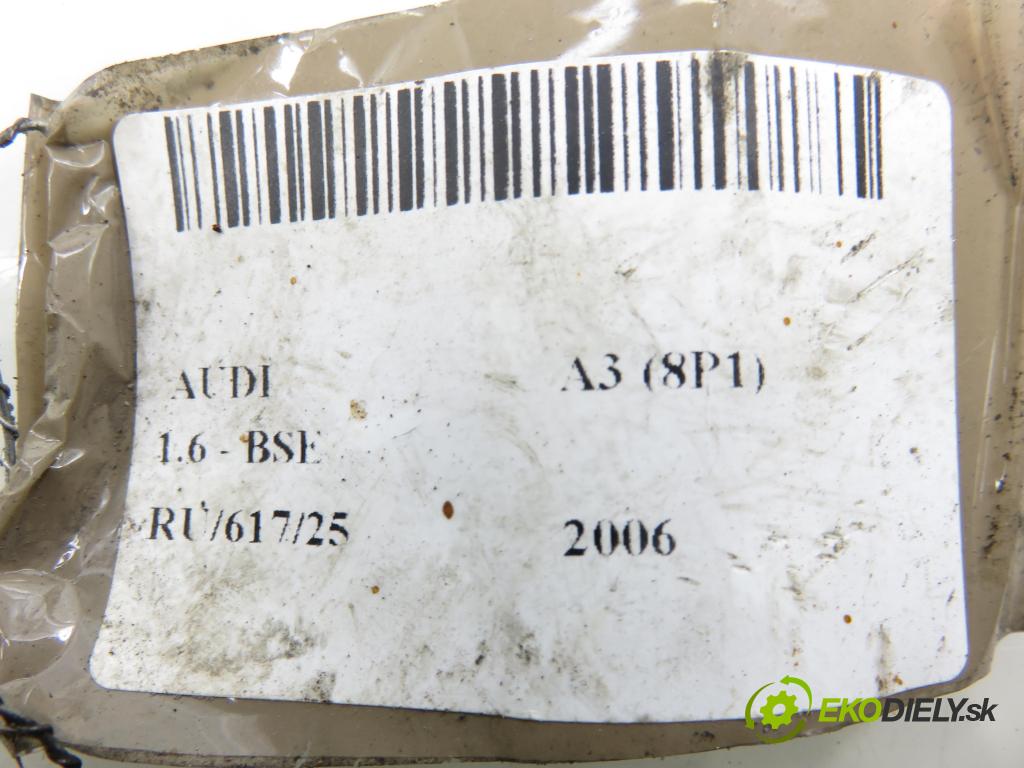 AUDI A3 (8P1)
1.6 - BSE
RU/617/25 2006
EKODIELY.sk